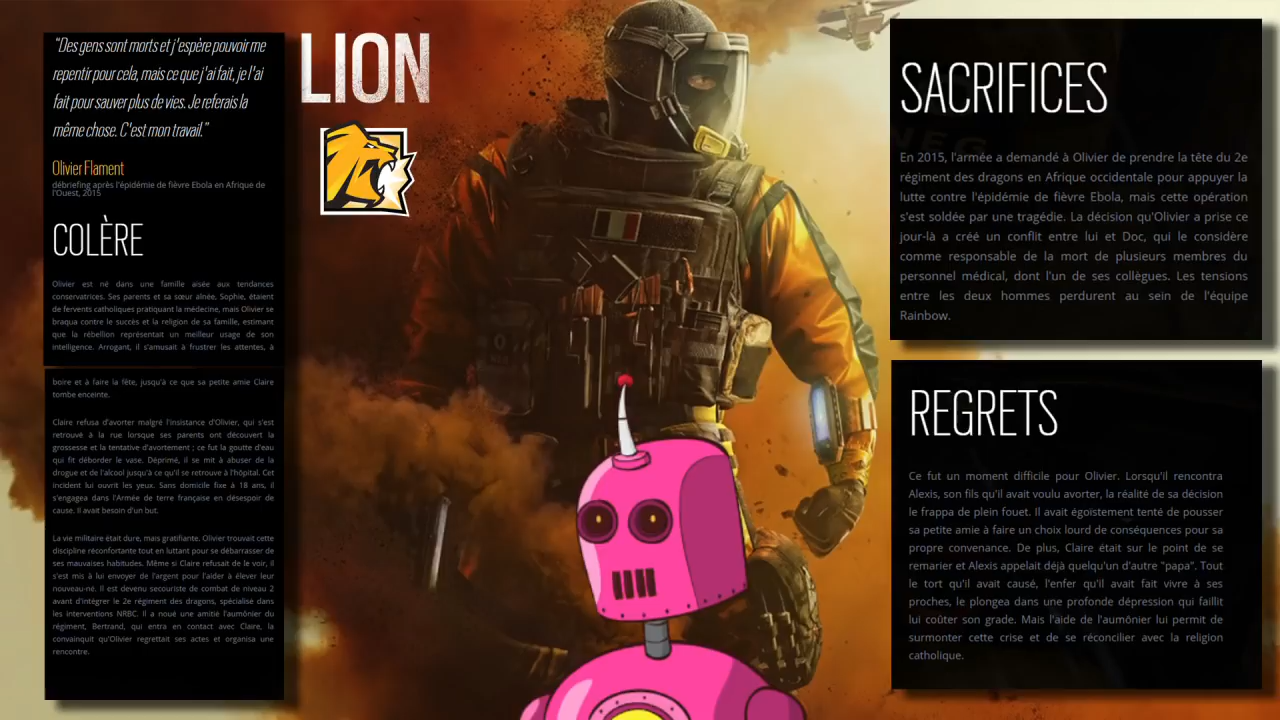 "Des gens sont morts et j'espère pouvoir me
repentir pour cela, mais ce que j'ai fait, je l'ai
fait pour sauver plus de vies. Je referais la
même chose. C'est mon travail."
Olivier Flament
débriefing après l'épidémie de fièvre Ebola en Afrique de
l'Ouest, 2015
COLÈRE
Olivier est né dans une famille aisée aux tendances
conservatrices. Ses parents et sa sœur aînée, Sophie, étaient
de fervents catholiques pratiquant la médecine, mais Olivier se
braqua contre le succès et la religion de sa famille, estimant
que la rébellion représentait un meilleur usage de son
intelligence. Arrogant, il s'amusait à frustrer les attentes, à
boire et à faire la fête, jusqu'à ce que sa petite amie Claire
tombe enceinte.
Claire refusa d'avorter malgré l'insistance d'Olivier, qui s'est
retrouvé à la rue lorsque ses parents ont découvert la
grossesse et la tentative d'avortement ; ce fut la goutte d'eau
qui fit déborder le vase. Déprimé, il se mit à abuser de la
drogue et de l'alcool jusqu'à ce qu'il se retrouve à l'hôpital. Cet
incident lui ouvrit les yeux. Sans domicile fixe à 18 ans, il
s'engagea dans l'Armée de terre française en désespoir de
cause. Il avait besoin d'un but.
La vie militaire était dure, mais gratifiante. Olivier trouvait cette
discipline réconfortante tout en luttant pour se débarrasser de
ses mauvaises habitudes. Même si Claire refusait de le voir, il
s'est mis à lui envoyer de l'argent pour l'aider à élever leur
nouveau-né. Il est devenu secouriste de combat de niveau 2
avant d'intégrer le 2e régiment des dragons, spécialisé dans
les interventions NRBC. Il a noué une amitié l'aumônier du
régiment, Bertrand, qui entra en contact avec Claire, la
convainquit qu'Olivier regrettait ses actes et organisa une
rencontre.
LION
SACRIFICES
En 2015, l'armée a demandé à Olivier de prendre la tête du 2e
régiment des dragons en Afrique occidentale pour appuyer la
lutte contre l'épidémie de fièvre Ebola, mais cette opération
s'est soldée par une tragédie. La décision qu'Olivier a prise ce
jour-là a créé un conflit entre lui et Doc, qui le considère
comme responsable de la mort de plusieurs membres du
personnel médical, dont l'un de ses collègues. Les tensions
entre les deux hommes perdurent au sein de l'équipe
Rainbow.
REGRETS
Ce fut un moment difficile pour Olivier. Lorsqu'il rencontra
Alexis, son fils qu'il avait voulu avorter, la réalité de sa décision
le frappa de plein fouet. Il avait égoïstement tenté de pousser
sa petite amie à faire un choix lourd de conséquences pour sa
propre convenance. De plus, Claire était sur le point de se
remarier et Alexis appelait déjà quelqu'un d'autre "papa". Tout
le tort qu'il avait causé, l'enfer qu'il avait fait vivre à ses
proches, le plongea dans une profonde dépression qui faillit
lui coûter son grade. Mais l'aide de l'aumônier lui permit de
surmonter cette crise et de se réconcilier avec la religion
catholique.